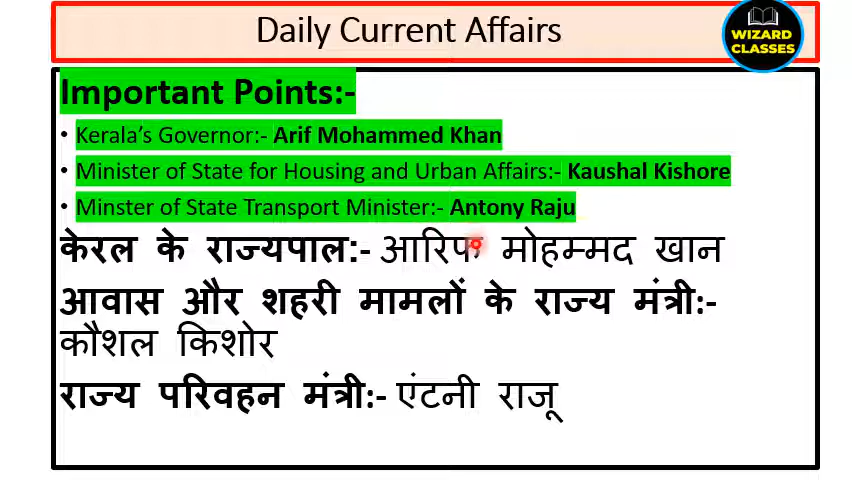 Daily Current Affairs
WIZARD
CLASSES
Important Points:-
• Kerala's Governor:- Arif Mohammed Khan
• Minister of State for Housing and Urban Affairs:- Kaushal Kishore
• Minster of State Transport Minister:- Antony Raju
केरल के राज्यपाल:- आरिफ मोहम्मद खान
आवास और शहरी मामलों के राज्य मंत्री:-
कौशल किशोर
राज्य परिवहन मंत्री:- एंटनी राजू